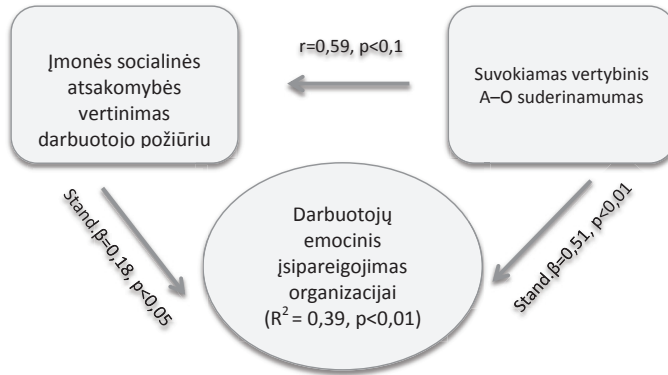 Įmonės socialinės
atsakomybės
vertinimas
darbuotojo požiūriu
r=0,59, p<0,1
Suvokiamas vertybinis
A–O suderinamumas
Stand.β=0,18, p<0,05
Darbuotojų
emocinis
įsipareigojimas
organizacijai
(R² = 0,39, p<0,01)
Stand.β=0,51, p<0,01